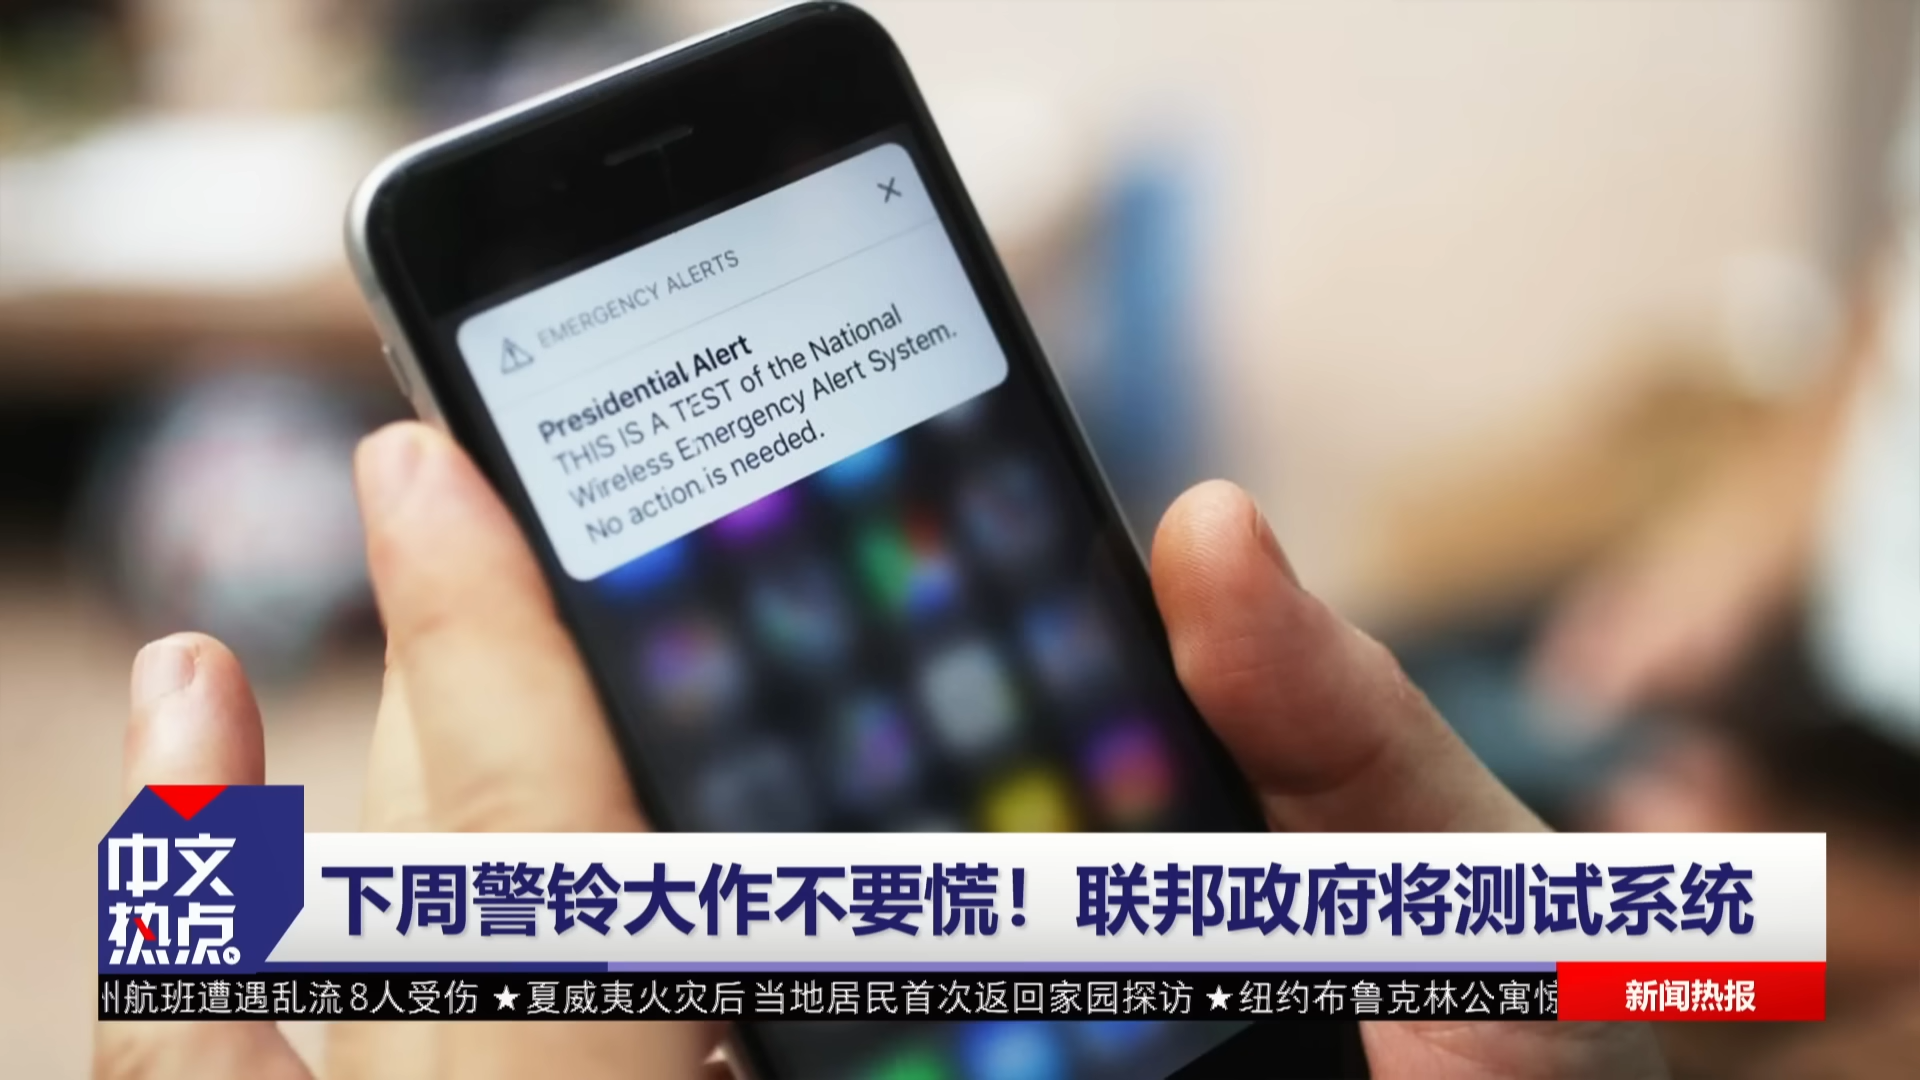 EMERGENCY ALERTS
Presidential Alert
THIS IS A TEST of the National
Wireless Emergency Alert System.
No action is needed.
中文
热点
下周警铃大作不要慌！联邦政府将测试系统
州航班遭遇乱流8人受伤 ★夏威夷火灾后 当地居民首次返回家园探访 ★纽约布鲁克林公寓惊
新闻热报